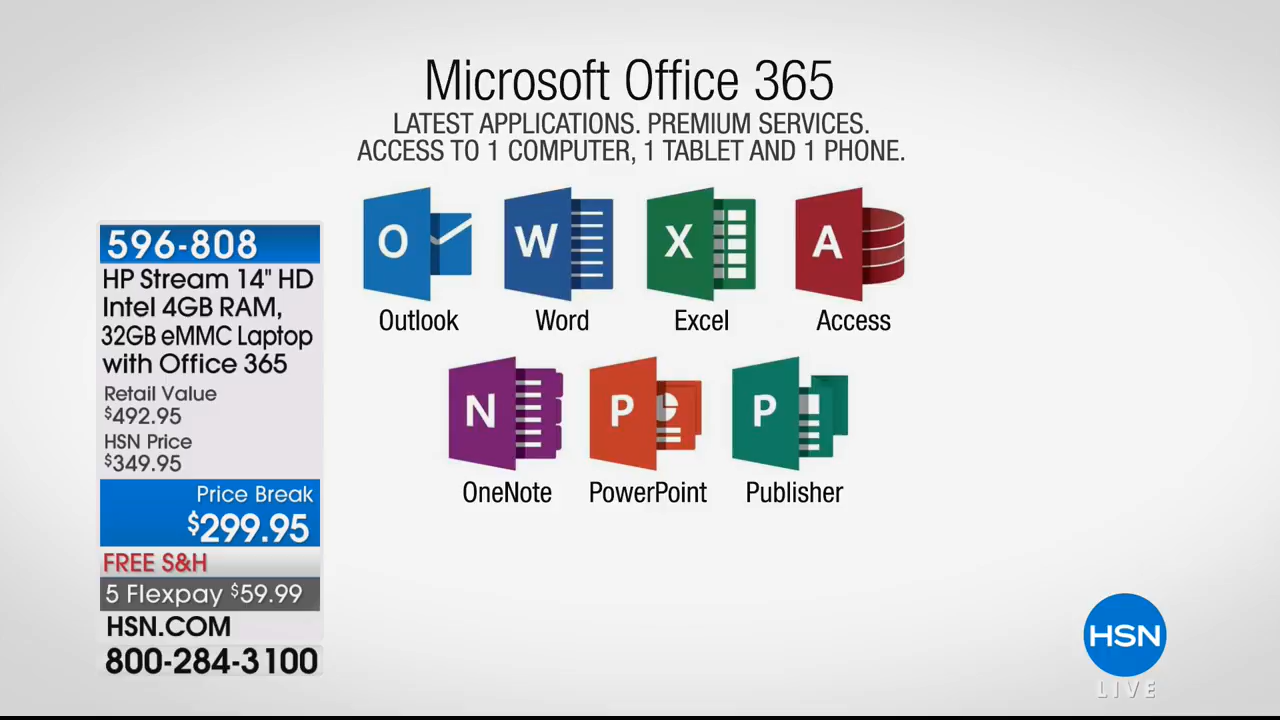 Microsoft Office 365
LATEST APPLICATIONS. PREMIUM SERVICES.
ACCESS TO 1 COMPUTER, 1 TABLET AND 1 PHONE.
O
W
X
A
Outlook
Word
Excel
Access
N
P
P
OneNote
PowerPoint
Publisher
596-808
HP Stream 14" HD
Intel 4GB RAM,
32GB eMMC Laptop
with Office 365
Retail Value
$492.95
HSN Price
$349.95
Price Break
$299.95
FREE S&H
5 Flexpay $59.99
HSN.COM
800-284-3100
HSN
LIVE